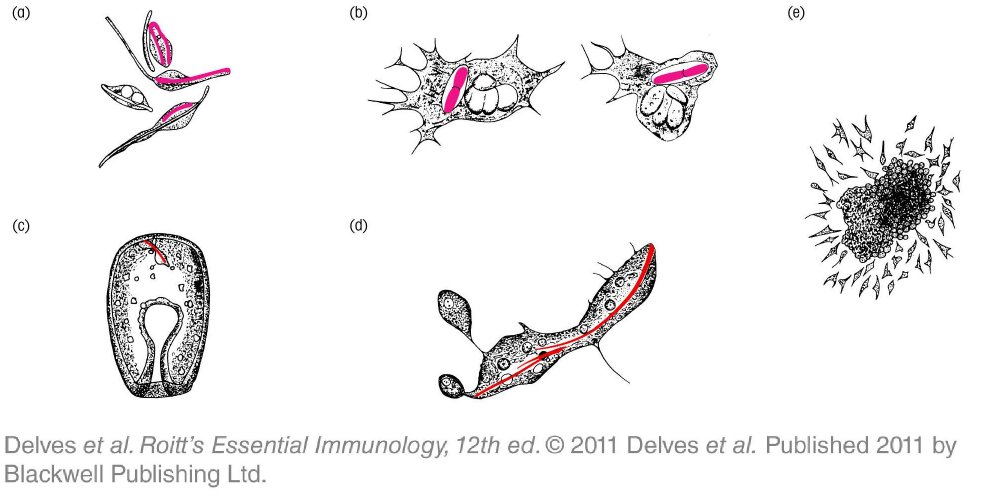 (a)
(b)
(e)
(c)
(d)
Delves et al. Roitt's Essential Immunology, 12th ed. © 2011 Delves et al. Published 2011 by
Blackwell Publishing Ltd.